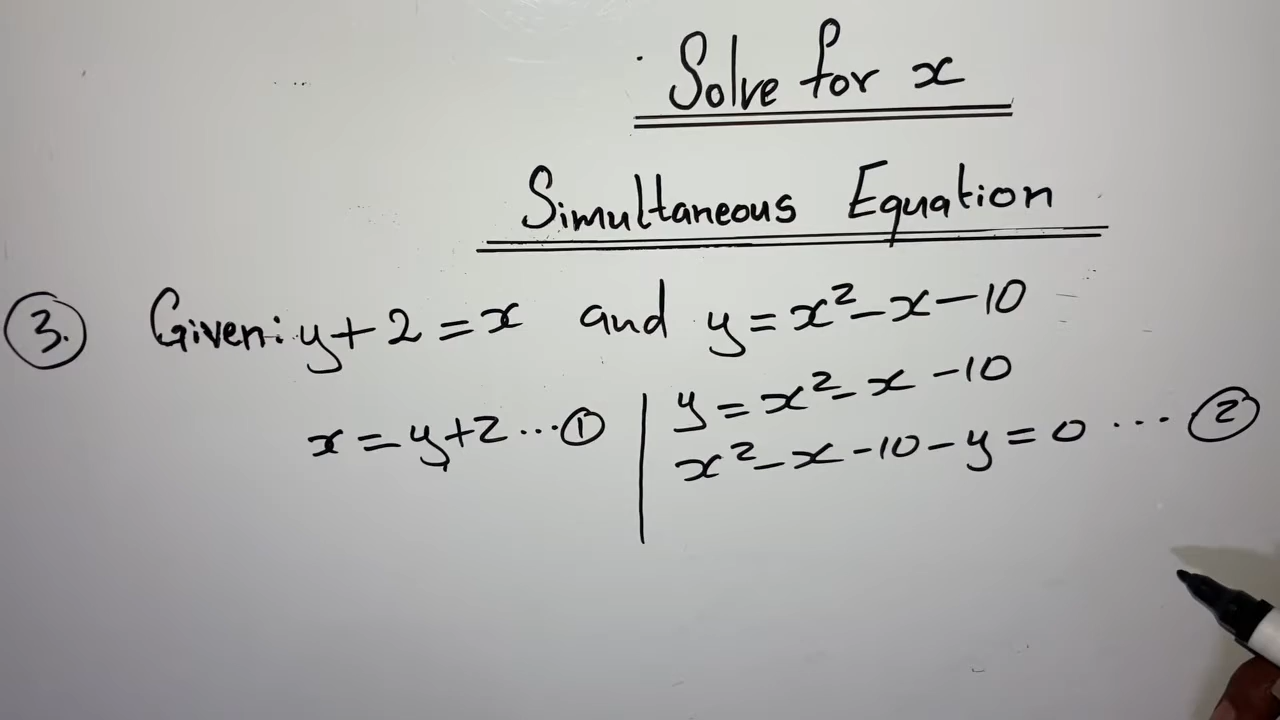 Solve for x
Simultaneous Equation
3. Given: y + 2 = x and y = x² - x - 10
x = y + 2 ... ①
y = x² - x - 10
x² - x - 10 - y = 0 ... ②